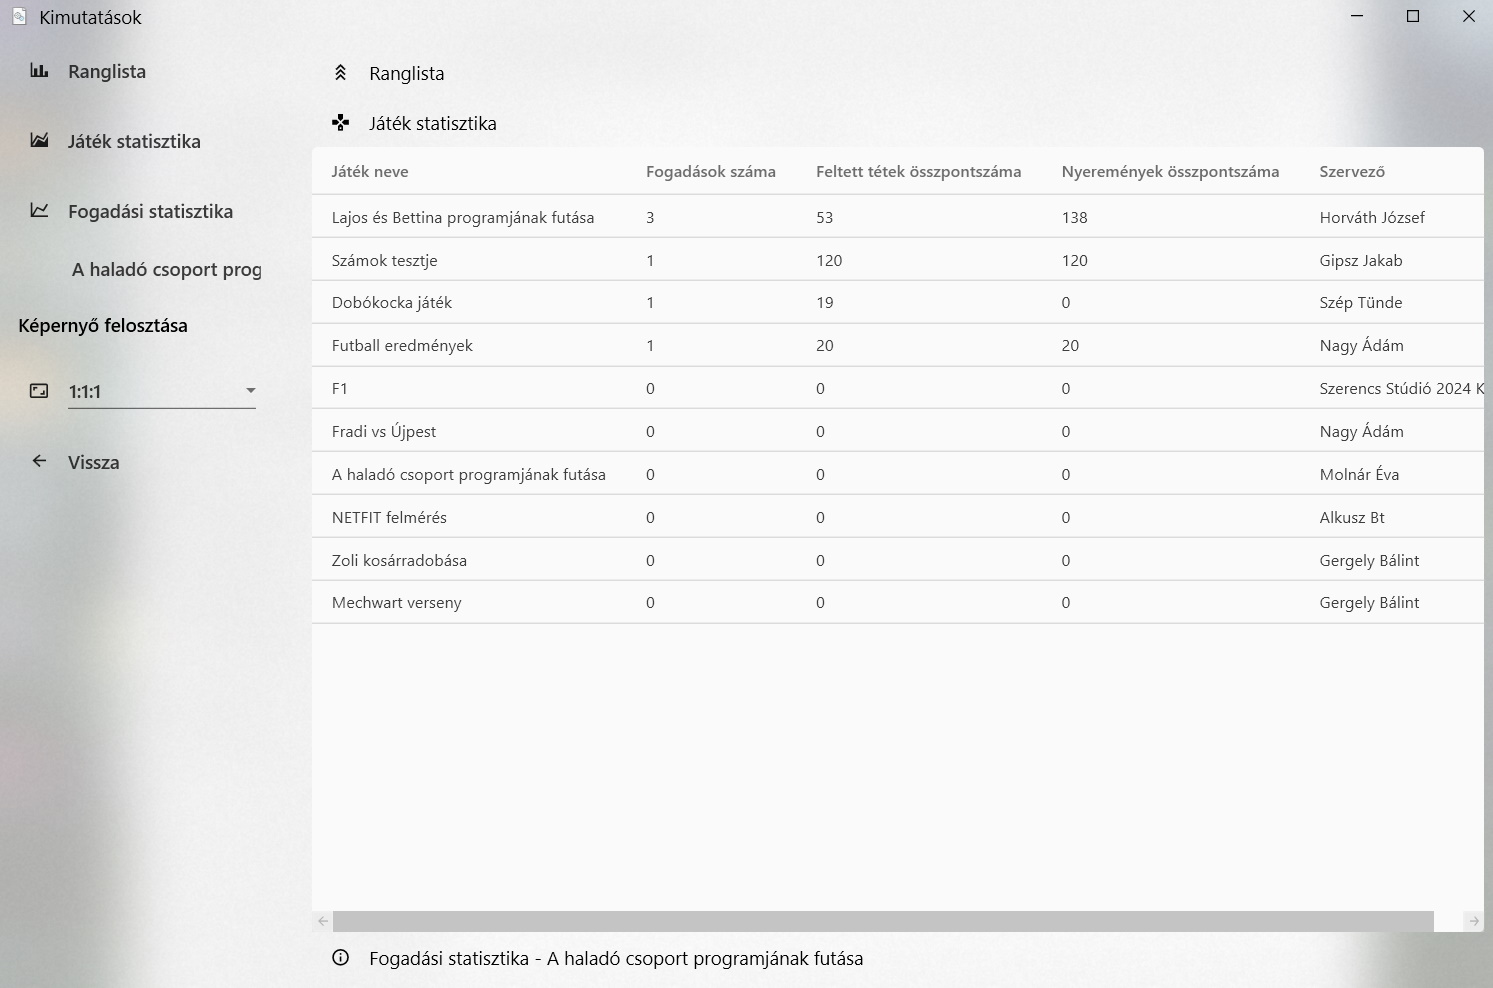 Kimutatások
Ranglista
Játék statisztika
Fogadási statisztika
A haladó csoport prog
Képernyő felosztása
1:1:1
Vissza
Ranglista
Játék statisztika
Játék neve Fogadások száma Feltett tétek összpontszáma Nyeremények összpontszáma Szervező
Lajos és Bettina programjának futása 3 53 138 Horváth József
Számok tesztje 1 120 120 Gipsz Jakab
Dobókocka játék 1 19 0 Szép Tünde
Futball eredmények 1 20 20 Nagy Ádám
F1 0 0 0 Szerencs Stúdió 2024 K
Fradi vs Újpest 0 0 0 Nagy Ádám
A haladó csoport programjának futása 0 0 0 Molnár Éva
NETFIT felmérés 0 0 0 Alkusz Bt
Zoli kosárradobása 0 0 0 Gergely Bálint
Mechwart verseny 0 0 0 Gergely Bálint
Fogadási statisztika - A haladó csoport programjának futása